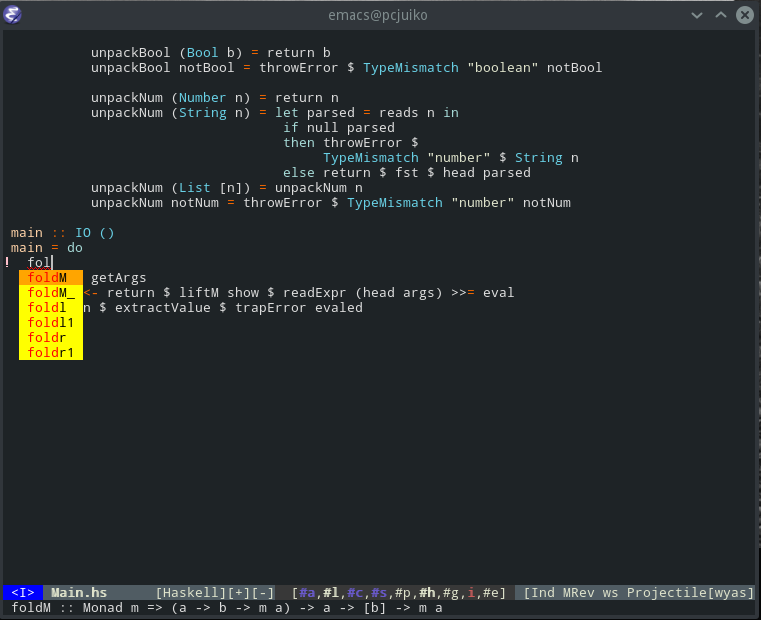 emacs@pcjuiko
unpackBool (Bool b) = return b
unpackBool notBool = throwError $ TypeMismatch "boolean" notBool
unpackNum (Number n) = return n
unpackNum (String n) = let parsed = reads n in
if null parsed
then throwError $
TypeMismatch "number" $ String n
else return $ fst $ head parsed
unpackNum (List [n]) = unpackNum n
unpackNum notNum = throwError $ TypeMismatch "number" notNum
main :: IO ()
main = do
! fol
foldM getArgs
foldM_ <- return $ liftM show $ readExpr (head args) >>= eval
foldl n $ extractValue $ trapError evaled
foldl1
foldr
foldr1
<I> Main.hs [Haskell][+][-] [#a,#l,#c,#s,#p,#h,#g,i,#e] [Ind MRev ws Projectile[wyas]
foldM :: Monad m => (a -> b -> m a) -> a -> [b] -> m a